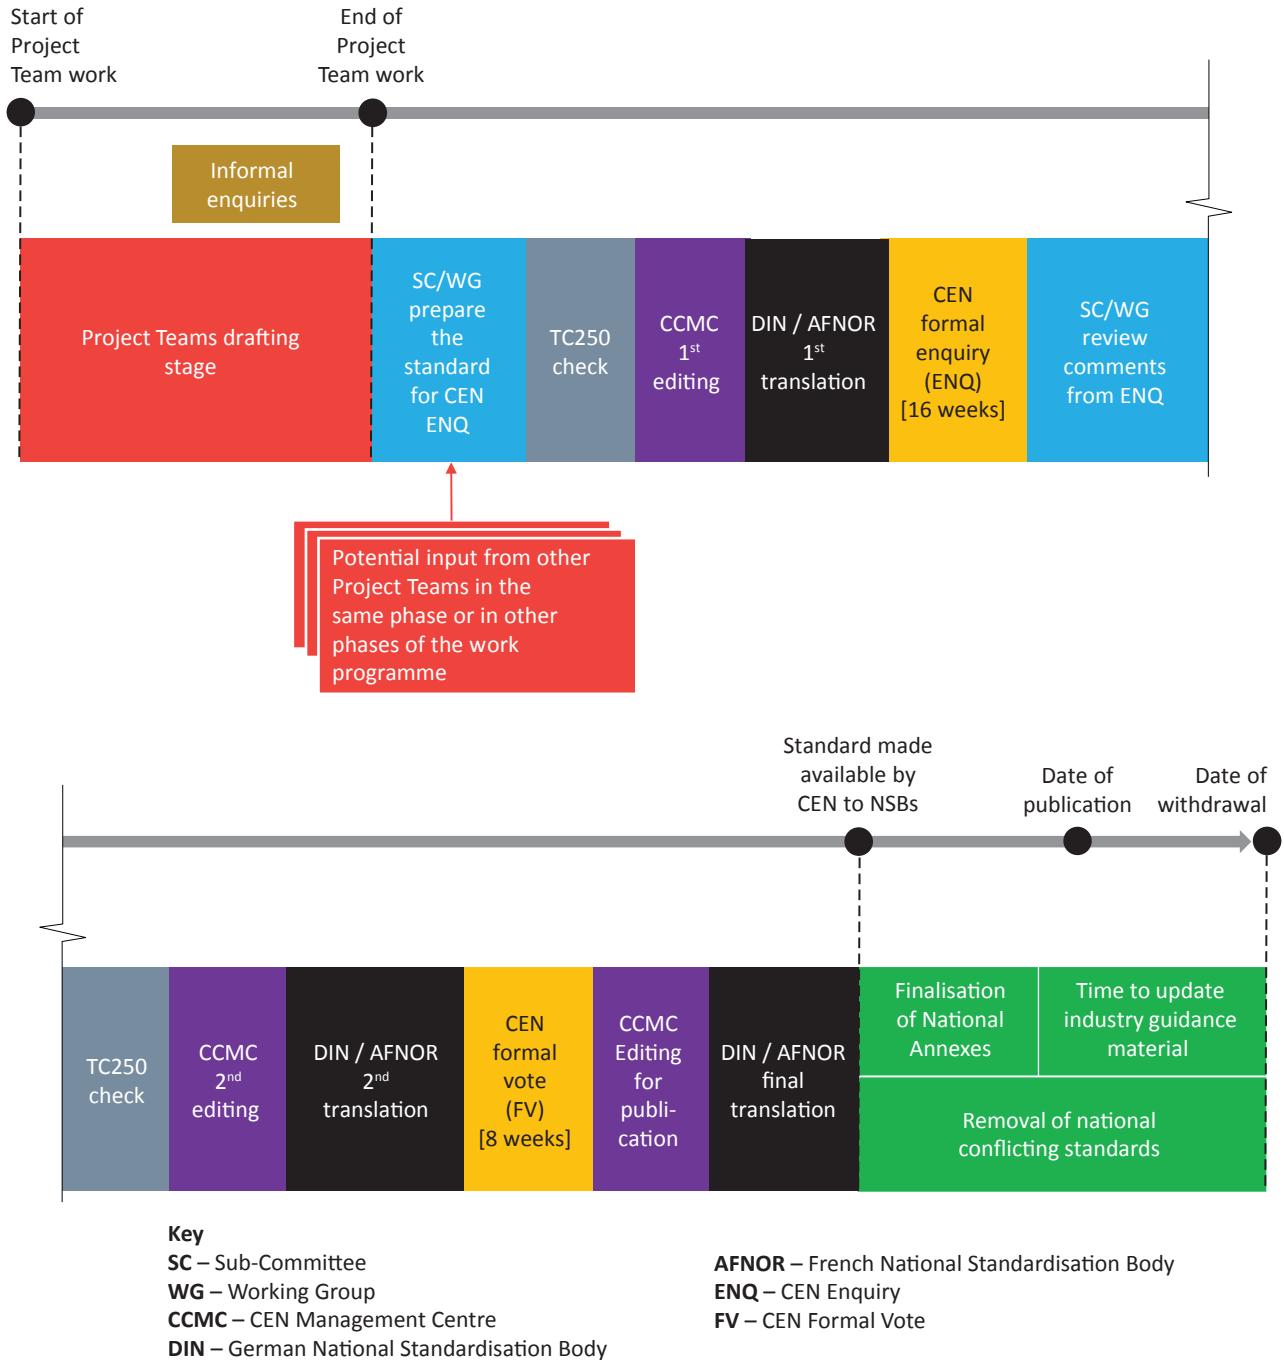 Start of
Project
Team work
End of
Project
Team work
Informal
enquiries
Project Teams drafting
stage
SC/WG
prepare
the
standard
for CEN
ENQ
TC250
check
CCMC
1st
editing
DIN / AFNOR
1st
translation
CEN
formal
enquiry
(ENQ)
[16 weeks]
SC/WG
review
comments
from ENQ
Potential input from other
Project Teams in the
same phase or in other
phases of the work
programme
Standard made
available by
CEN to NSBs
Date of
publication
Date of
withdrawal
TC250
check
CCMC
2nd
editing
DIN / AFNOR
2nd
translation
CEN
formal
vote
(FV)
[8 weeks]
CCMC
Editing
for
publi-
cation
DIN / AFNOR
final
translation
Finalisation
of National
Annexes
Time to update
industry guidance
material
Removal of national
conflicting standards
Key
SC – Sub-Committee
WG – Working Group
CCMC – CEN Management Centre
DIN – German National Standardisation Body
AFNOR – French National Standardisation Body
ENQ – CEN Enquiry
FV – CEN Formal Vote